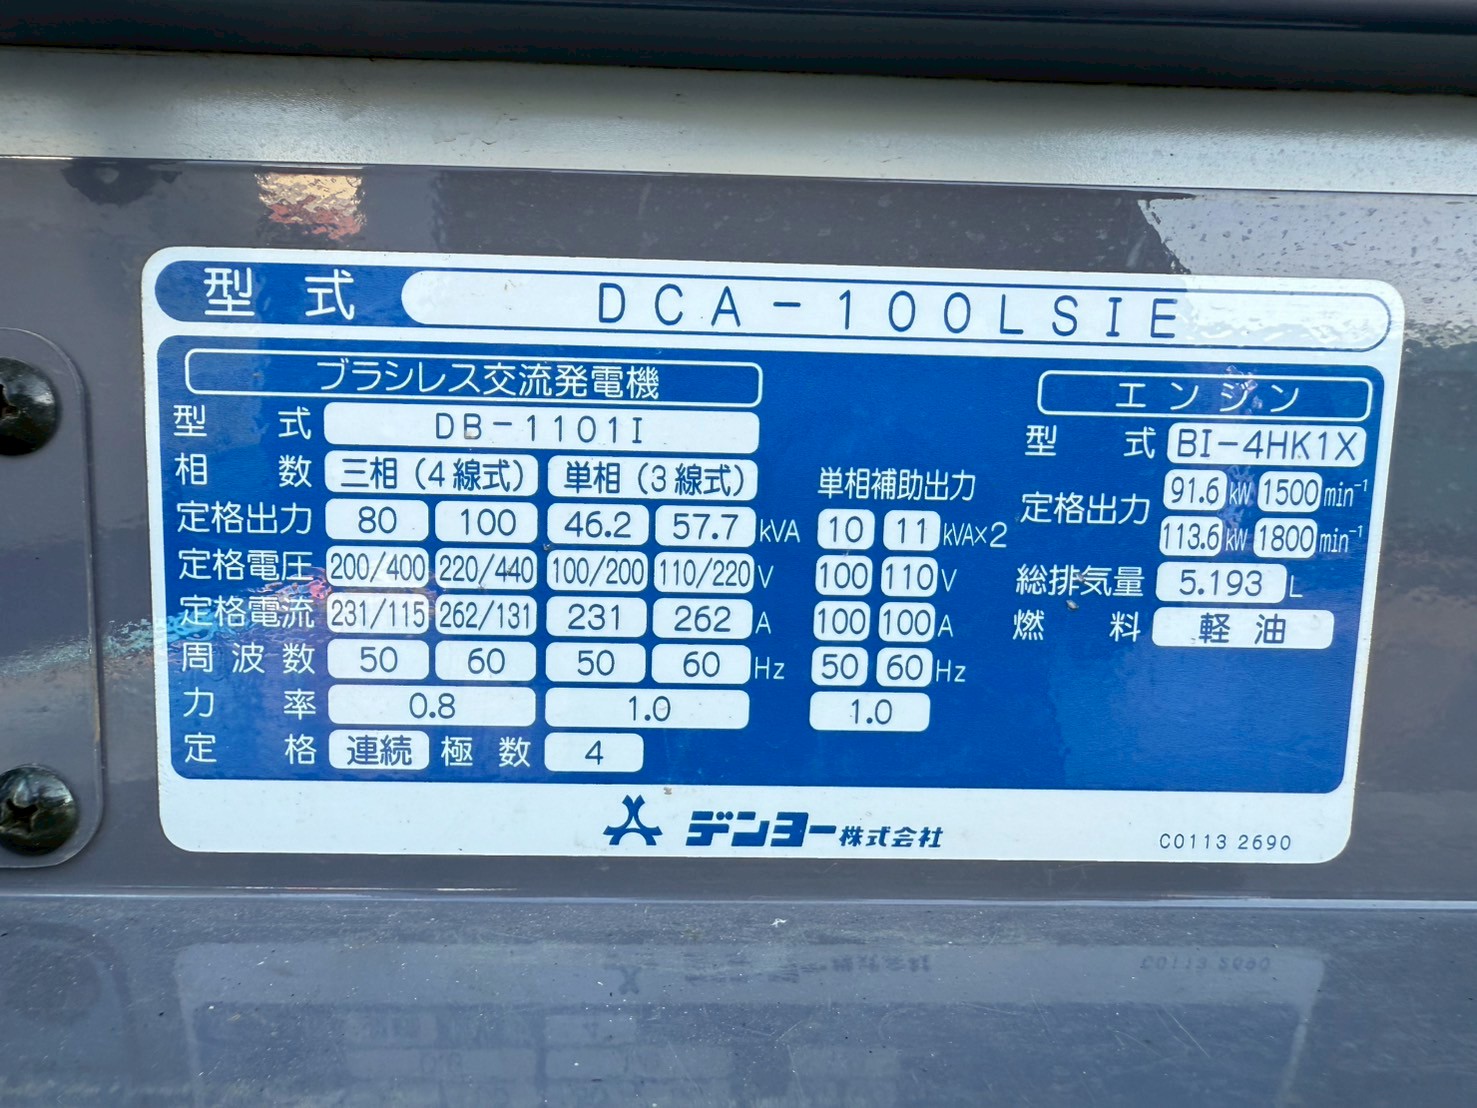 型式 DCA-100LSIE
ブラシレス交流発電機
型式 DB-1101I
相数 三相(4線式) 単相(3線式)
定格出力 80 100 46.2 57.7 kVA
定格電圧 200/400 220/440 100/200 110/220 V
定格電流 231/115 262/131 231 262 A
周波数 50 60 50 60 Hz
力率 0.8 1.0
定格 連続 極数 4
単相補助出力
10 11 kVA×2
100 110 V
100 100 A
50 60 Hz
1.0
エンジン
型式 BI-4HK1X
定格出力 91.6 kW 1500 min⁻¹
113.6 kW 1800 min⁻¹
総排気量 5.193 L
燃料 軽油
デンヨー株式会社
C0113 2690